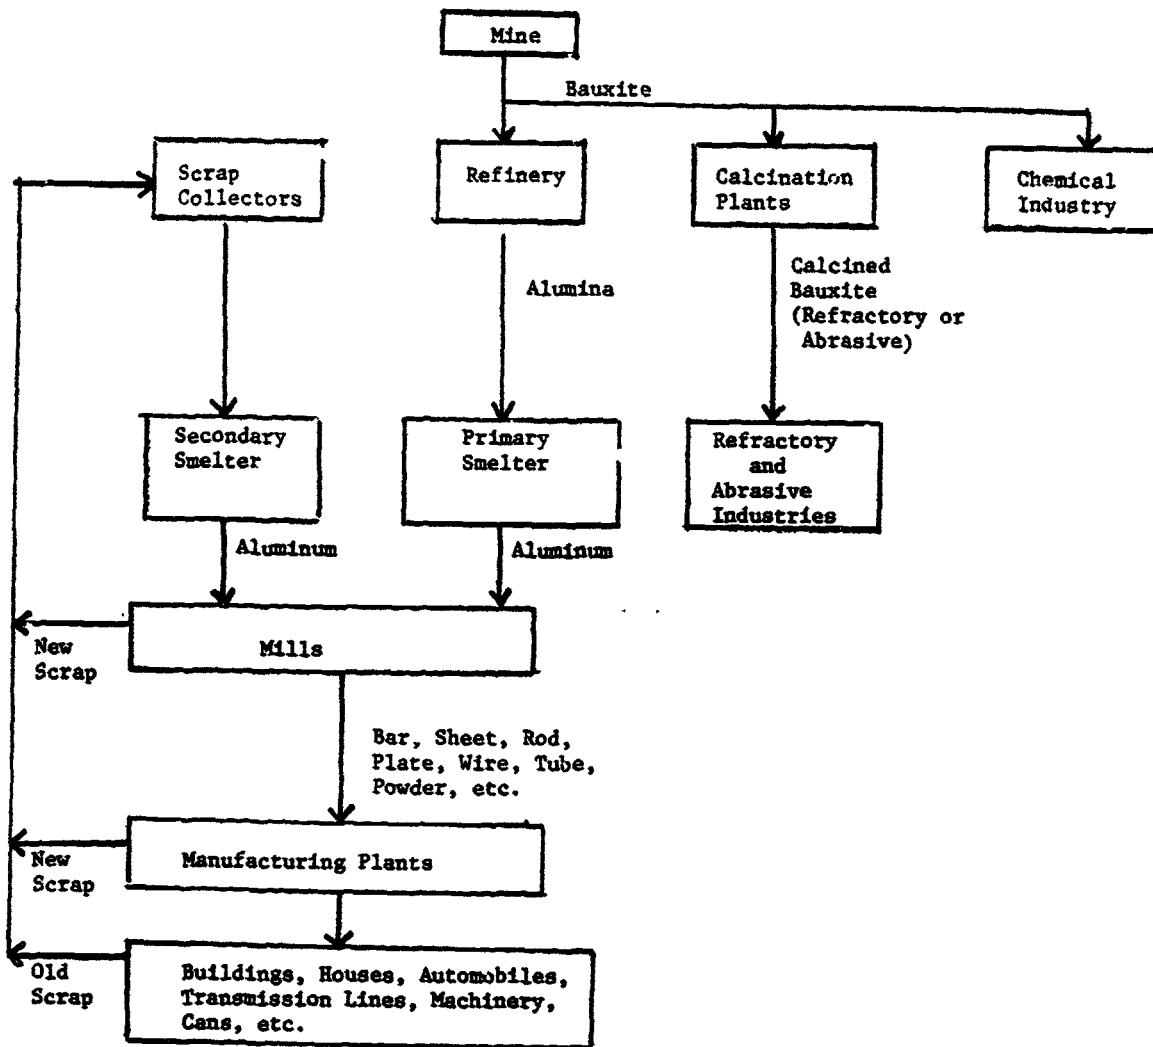 Mine
Bauxite
Scrap
Collectors
Refinery
Calcination
Plants
Chemical
Industry
Alumina
Calcined
Bauxite
(Refractory or
Abrasive)
Secondary
Smelter
Primary
Smelter
Refractory
and
Abrasive
Industries
Aluminum
Aluminum
Mills
New
Scrap
Bar, Sheet, Rod,
Plate, Wire, Tube,
Powder, etc.
Manufacturing Plants
New
Scrap
Buildings, Houses, Automobiles,
Transmission Lines, Machinery,
Cans, etc.
Old
Scrap